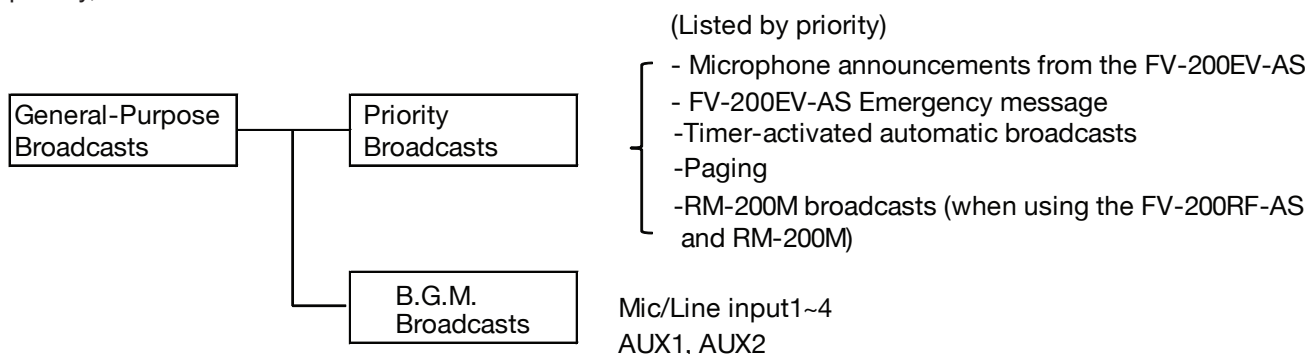 (Listed by priority)
- Microphone announcements from the FV-200EV-AS
- FV-200EV-AS Emergency message
-Timer-activated automatic broadcasts
-Paging
-RM-200M broadcasts (when using the FV-200RF-AS
and RM-200M)
General-Purpose
Broadcasts
Priority
Broadcasts
B.G.M.
Broadcasts
Mic/Line input1~4
AUX1, AUX2